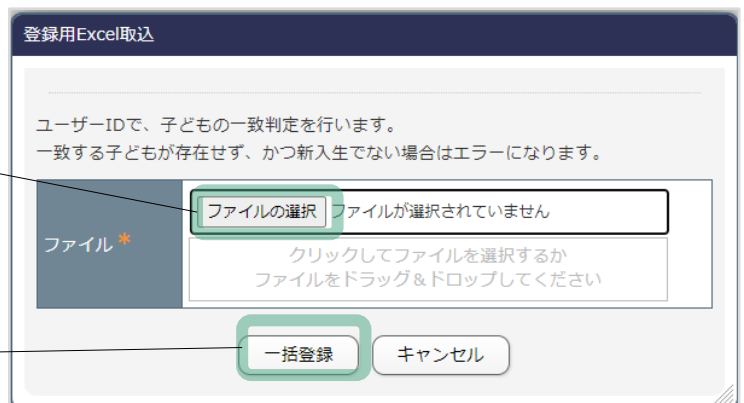 登録用Excel取込
ユーザーIDで、子どもの一致判定を行います。
一致する子どもが存在せず、かつ新入生でない場合はエラーになります。
ファイル*
ファイルの選択 ファイルが選択されていません
クリックしてファイルを選択するか
ファイルをドラッグ＆ドロップしてください
一括登録 キャンセル